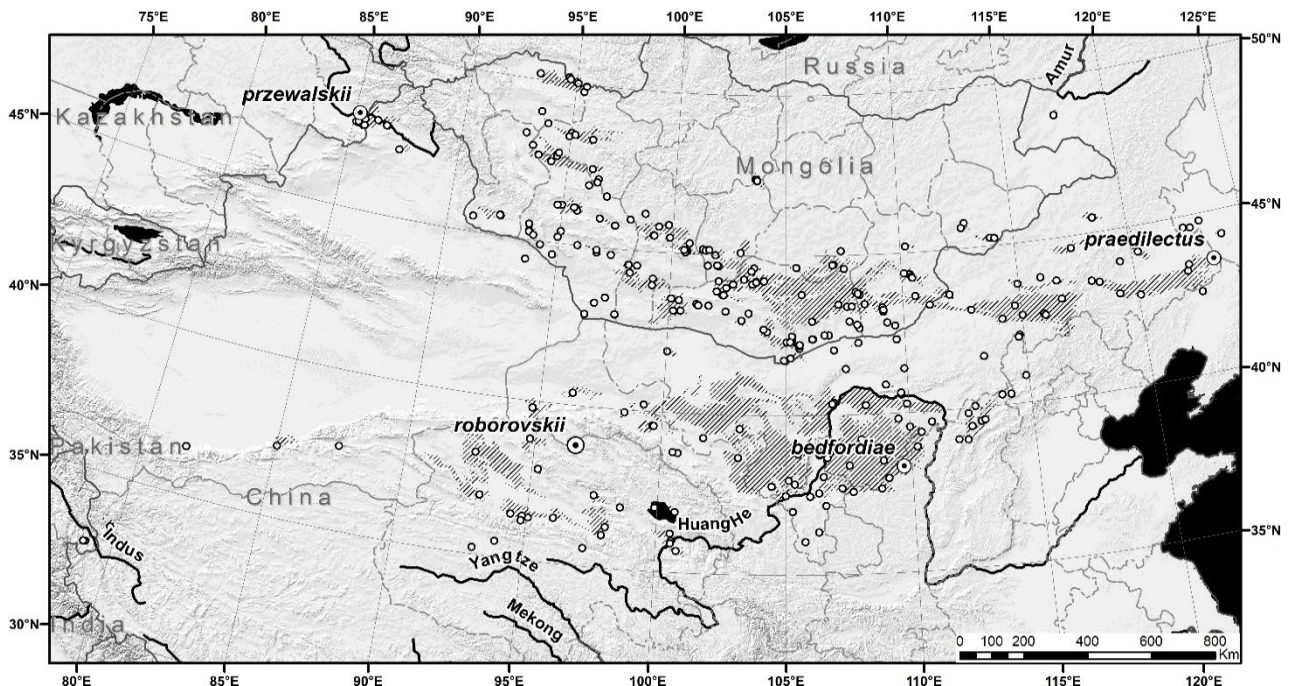 75°E 80°E 85°E 90°E 95°E 100°E 105°E 110°E 115°E 120°E 125°E
50°N
Russia
Amur
przewalskii
45°N
Kazakhstan
Mongolia
45°N
praedilectus
Kyrgyzstan
40°N
40°N
roborovskii
bedfordiae
35°N
Pakistan
China
HuangHe
35°N
Indus
Yangtze
Mekong
30°N
India
0 100 200 400 600 800
Km
80°E 85°E 90°E 95°E 100°E 105°E 110°E 115°E 120°E